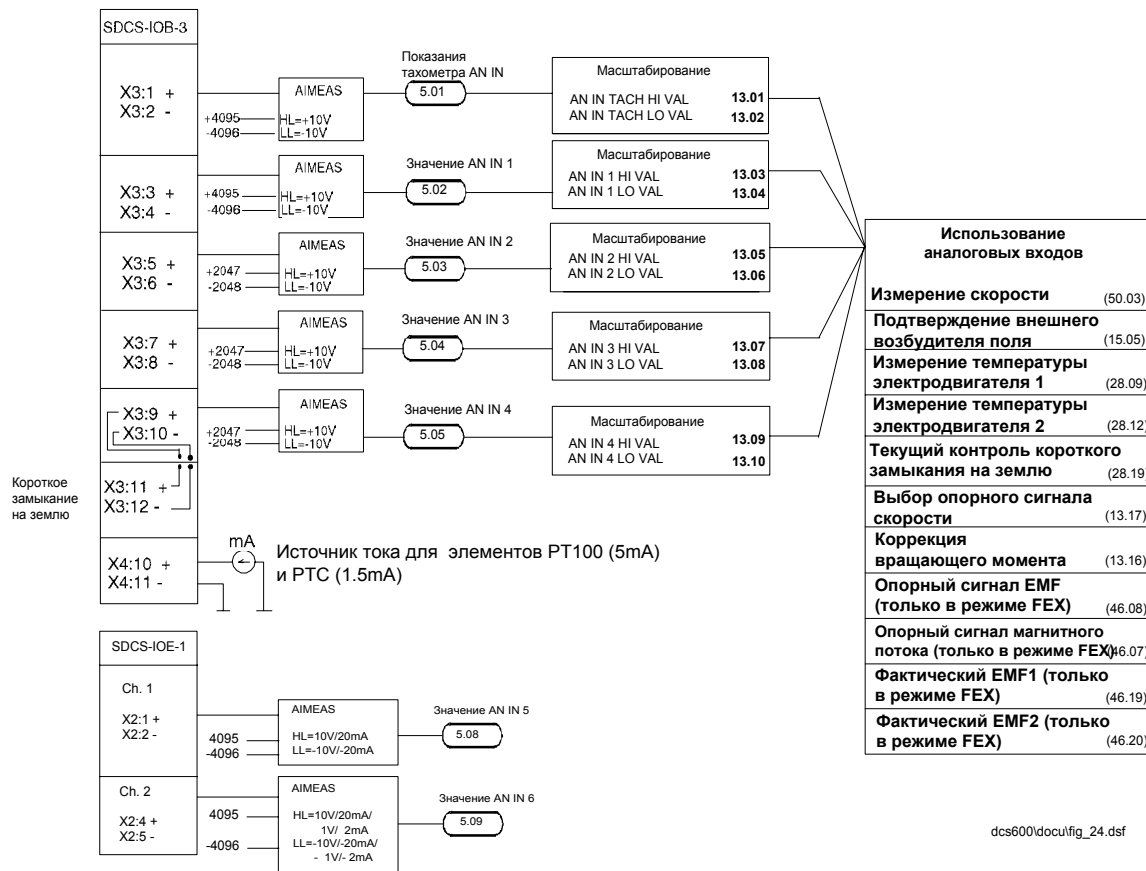 SDCS-IOB-3
X3:1 +
X3:2 -
+4095
-4096
AIMEAS
HL=+10V
LL=-10V
Показания
тахометра AN IN
5.01
Масштабирование
AN IN TACH HI VAL 13.01
AN IN TACH LO VAL 13.02
X3:3 +
X3:4 -
+4095
-4096
AIMEAS
HL=+10V
LL=-10V
Значение AN IN 1
5.02
Масштабирование
AN IN 1 HI VAL 13.03
AN IN 1 LO VAL 13.04
X3:5 +
X3:6 -
+2047
-2048
AIMEAS
HL=+10V
LL=-10V
Значение AN IN 2
5.03
Масштабирование
AN IN 2 HI VAL 13.05
AN IN 2 LO VAL 13.06
X3:7 +
X3:8 -
+2047
-2048
AIMEAS
HL=+10V
LL=-10V
Значение AN IN 3
5.04
Масштабирование
AN IN 3 HI VAL 13.07
AN IN 3 LO VAL 13.08
X3:9 +
X3:10 -
+2047
-2048
AIMEAS
HL=+10V
LL=-10V
Значение AN IN 4
5.05
Масштабирование
AN IN 4 HI VAL 13.09
AN IN 4 LO VAL 13.10
Короткое
замыкание
на землю
X3:11 +
X3:12 -
X4:10 +
X4:11 -
mA
Источник тока для элементов PT100 (5mA)
и PTC (1.5mA)
Использование
аналоговых входов
Измерение скорости (50.03)
Подтверждение внешнего
возбудителя поля (15.05)
Измерение температуры
электродвигателя 1 (28.09)
Измерение температуры
электродвигателя 2 (28.12)
Текущий контроль короткого
замыкания на землю (28.19)
Выбор опорного сигнала
скорости (13.17)
Коррекция
вращающего момента (13.16)
Опорный сигнал EMF
(только в режиме FEX) (46.08)
Опорный сигнал магнитного
потока (только в режиме FEX) (46.07)
Фактический EMF1 (только
в режиме FEX) (46.19)
Фактический EMF2 (только
в режиме FEX) (46.20)
SDCS-IOE-1
Ch. 1
X2:1 +
X2:2 -
4095
-4096
AIMEAS
HL=10V/20mA
LL=-10V/-20mA
Значение AN IN 5
5.08
Ch. 2
X2:4 +
X2:5 -
4095
-4096
AIMEAS
HL=10V/20mA/
1V/ 2mA
LL=-10V/-20mA/
- 1V/- 2mA
Значение AN IN 6
5.09
dcs600\docu\fig_24.dsf